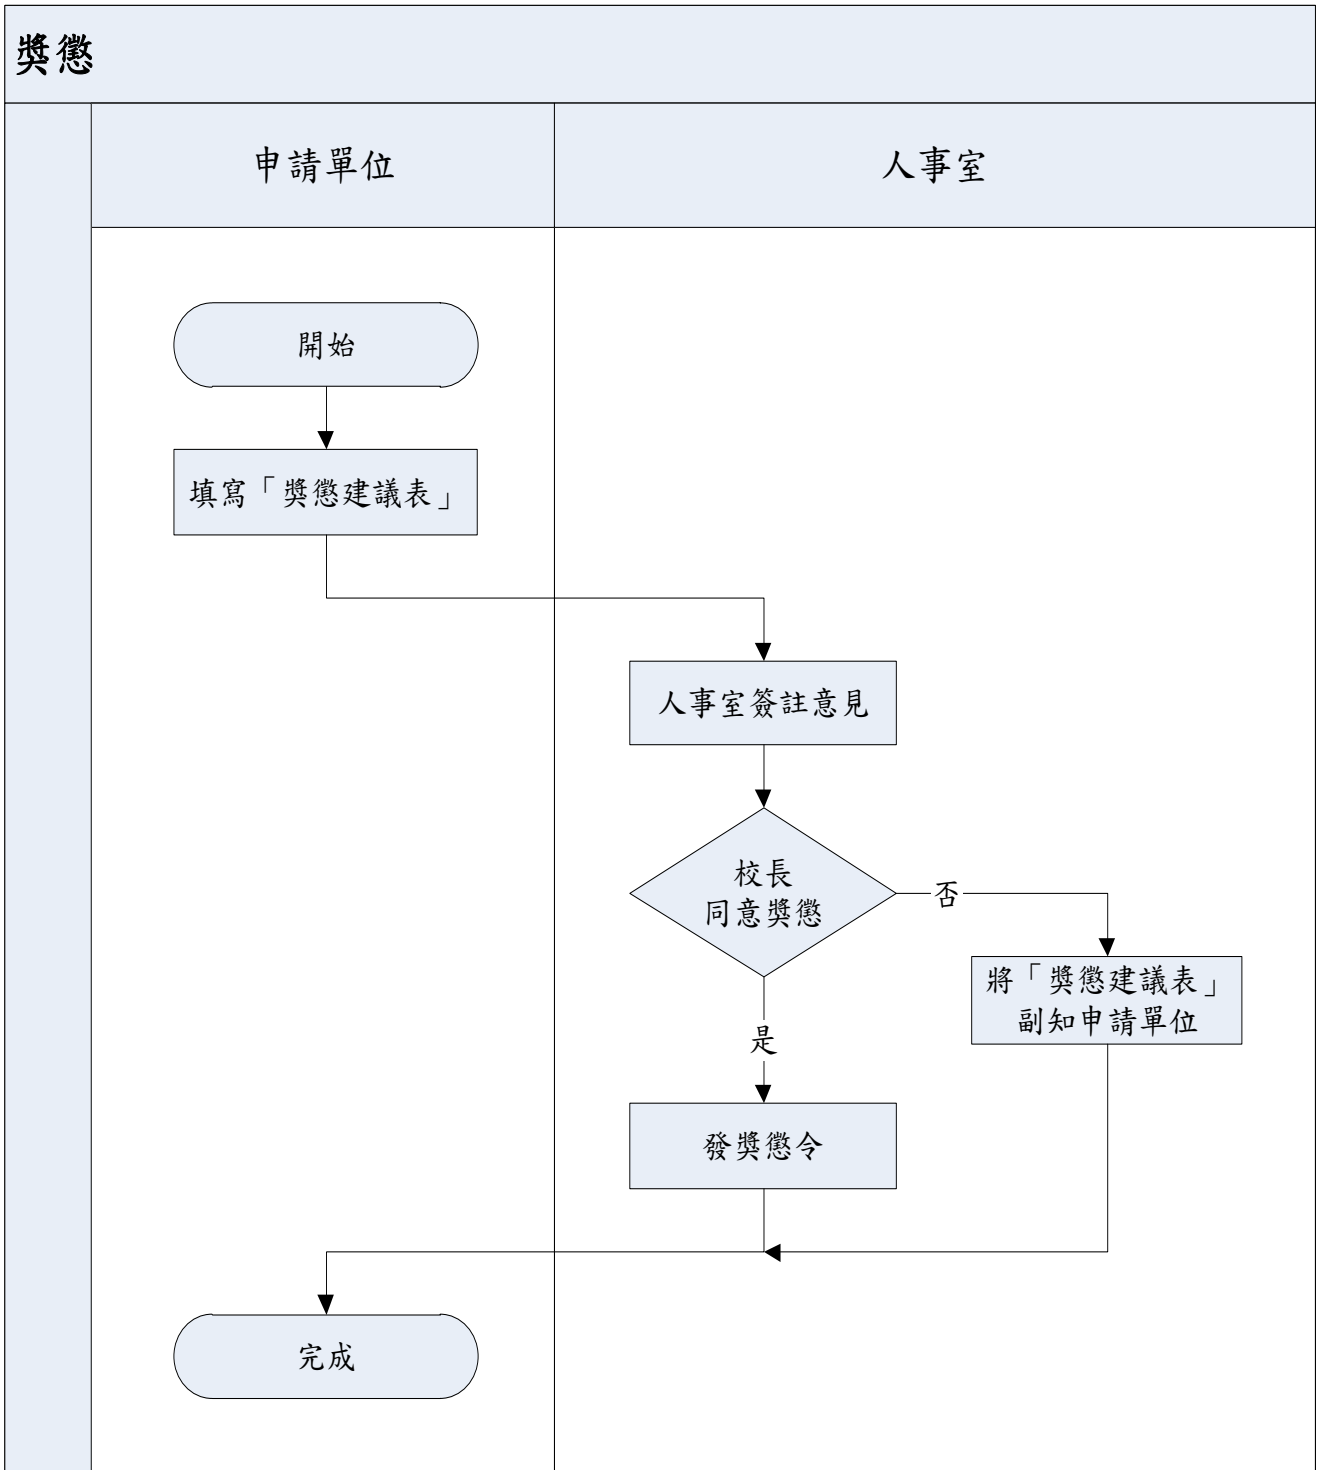 獎懲
申請單位
人事室
開始
填寫「獎懲建議表」
人事室簽註意見
校長
同意獎懲
否
將「獎懲建議表」
副知申請單位
是
發獎懲令
完成